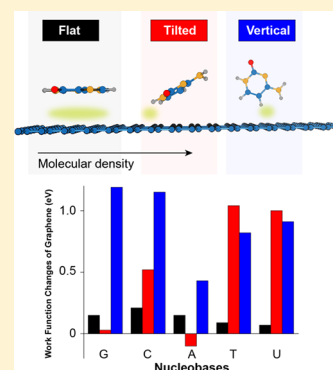 Flat Tilted Vertical
Molecular density
Work Function Changes of Graphene (eV)
1.0
0.5
0
G C A T U
Nucleobases